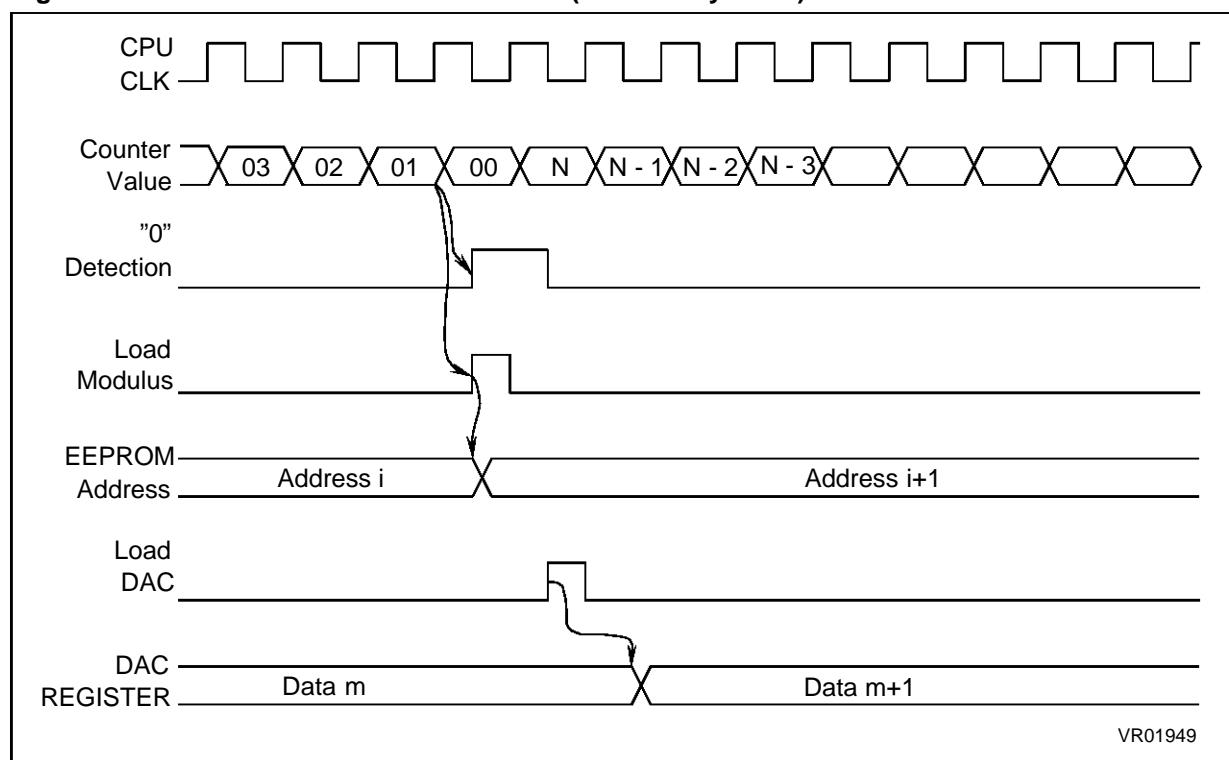 CPU
CLK
Counter
Value
03 02 01 00 N N - 1 N - 2 N - 3
”0”
Detection
Load
Modulus
EEPROM
Address
Address i
Address i+1
Load
DAC
DAC
REGISTER
Data m
Data m+1
VR01949